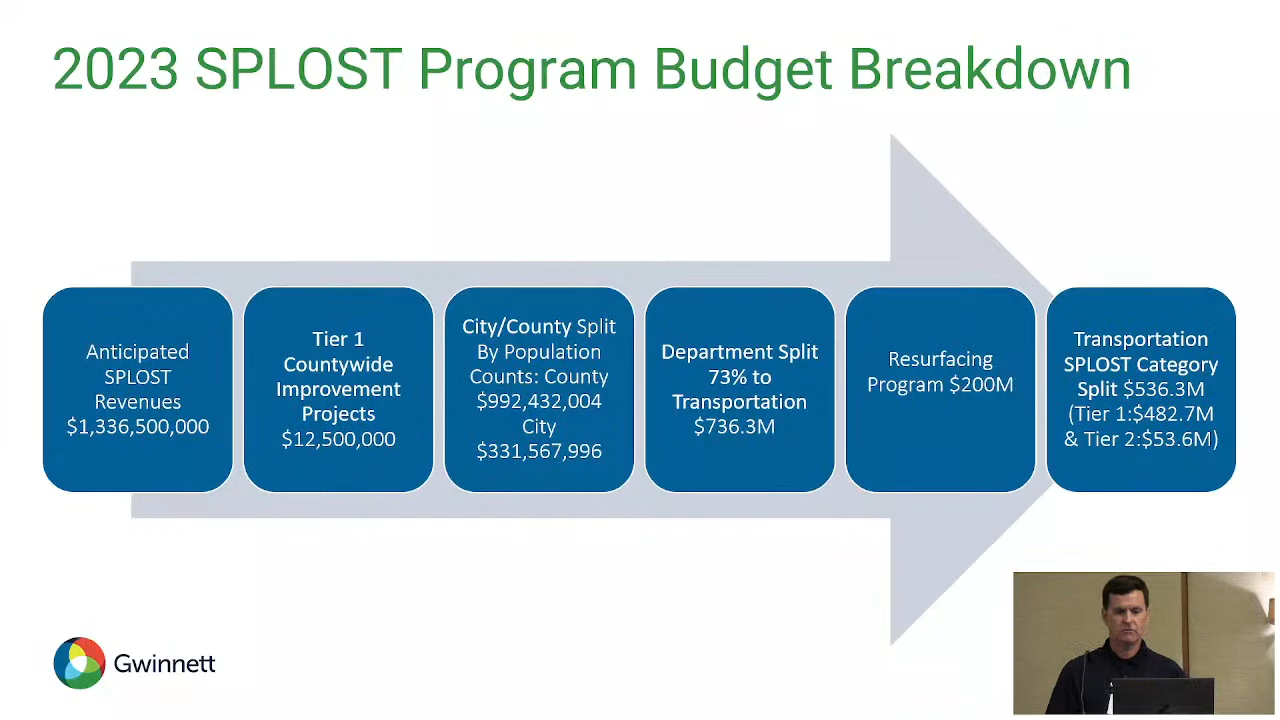 2023 SPLOST Program Budget Breakdown
Anticipated
SPLOST
Revenues
$1,336,500,000
Tier 1
Countywide
Improvement
Projects
$12,500,000
City/County Split
By Population
Counts: County
$992,432,004
City
$331,567,996
Department Split
73% to
Transportation
$736.3M
Resurfacing
Program $200M
Transportation
SPLOST Category
Split $536.3M
(Tier 1:$482.7M
& Tier 2:$53.6M)
Gwinnett